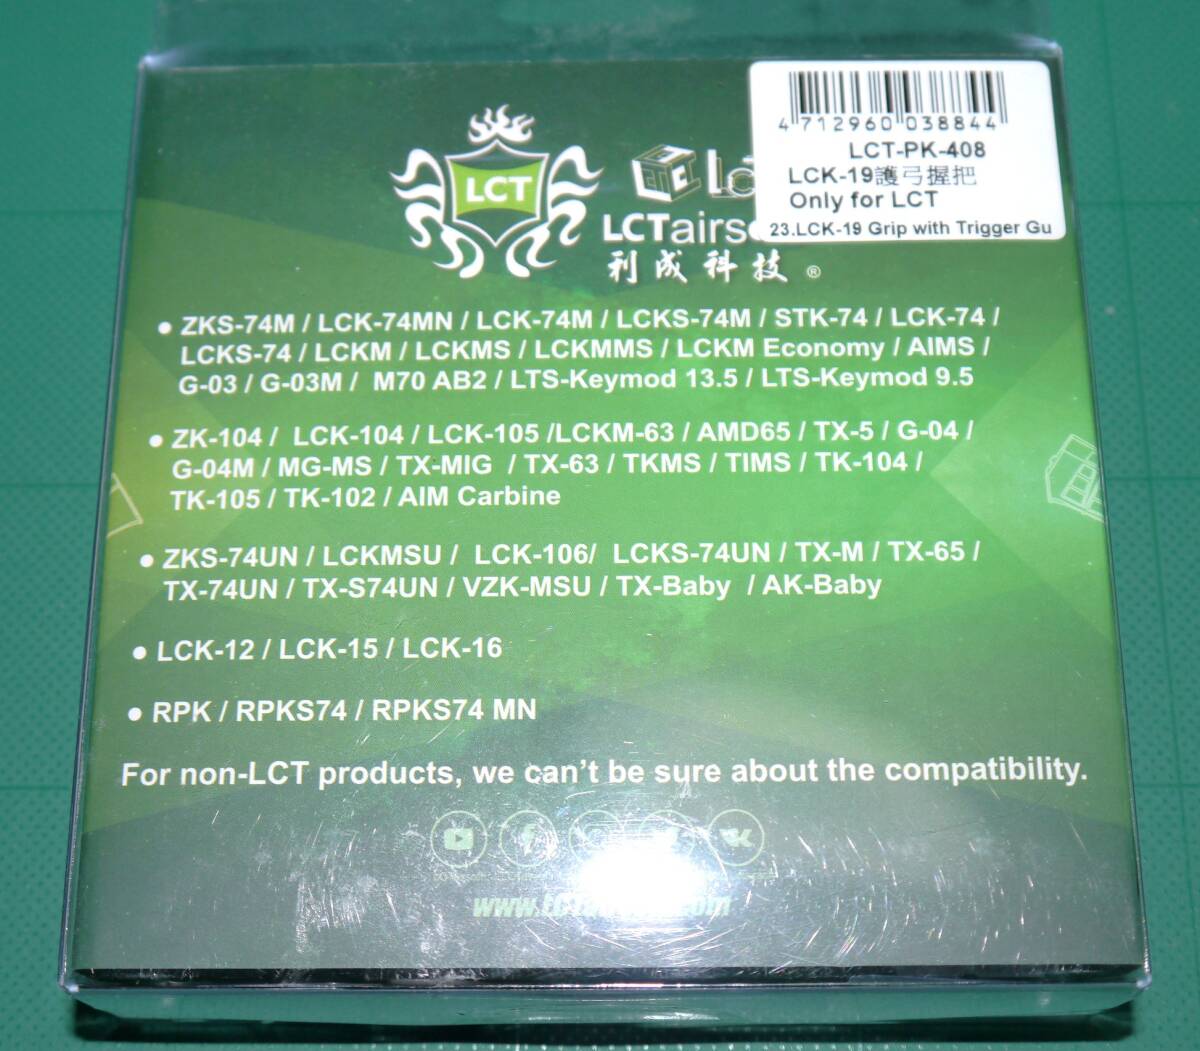 4 712960 038844
LCT-PK-408
LCK-19護弓握把
Only for LCT
23.LCK-19 Grip with Trigger Gu
LCT
LCTairs
利成科技 ®
● ZKS-74M / LCK-74MN / LCK-74M / LCKS-74M / STK-74 / LCK-74 /
LCKS-74 / LCKM / LCKMS / LCKMMS / LCKM Economy / AIMS /
G-03 / G-03M / M70 AB2 / LTS-Keymod 13.5 / LTS-Keymod 9.5
● ZK-104 / LCK-104 / LCK-105 /LCKM-63 / AMD65 / TX-5 / G-04 /
G-04M / MG-MS / TX-MIG / TX-63 / TKMS / TIMS / TK-104 /
TK-105 / TK-102 / AIM Carbine
● ZKS-74UN / LCKMSU / LCK-106/ LCKS-74UN / TX-M / TX-65 /
TX-74UN / TX-S74UN / VZK-MSU / TX-Baby / AK-Baby
● LCK-12 / LCK-15 / LCK-16
● RPK / RPKS74 / RPKS74 MN
For non-LCT products, we can't be sure about the compatibility.